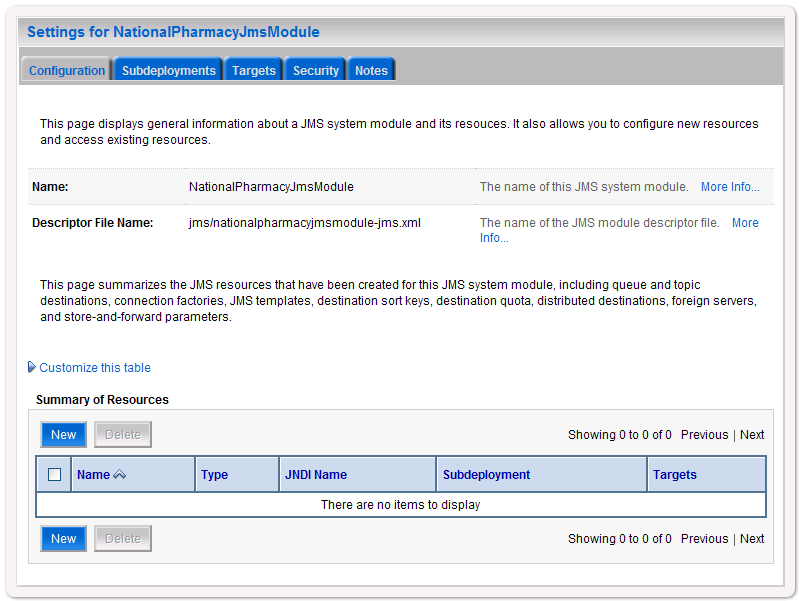 Settings for NationalPharmacyJmsModule
Configuration Subdeployments Targets Security Notes
This page displays general information about a JMS system module and its resouces. It also allows you to configure new resources
and access existing resources.
Name: NationalPharmacyJmsModule The name of this JMS system module. More Info...
Descriptor File Name: jms/nationalpharmacyjmsmodule-jms.xml The name of the JMS module descriptor file. More
Info...
This page summarizes the JMS resources that have been created for this JMS system module, including queue and topic
destinations, connection factories, JMS templates, destination sort keys, destination quota, distributed destinations, foreign servers,
and store-and-forward parameters.
Customize this table
Summary of Resources
New Delete Showing 0 to 0 of 0 Previous | Next
Name Type JNDI Name Subdeployment Targets
There are no items to display
New Delete Showing 0 to 0 of 0 Previous | Next